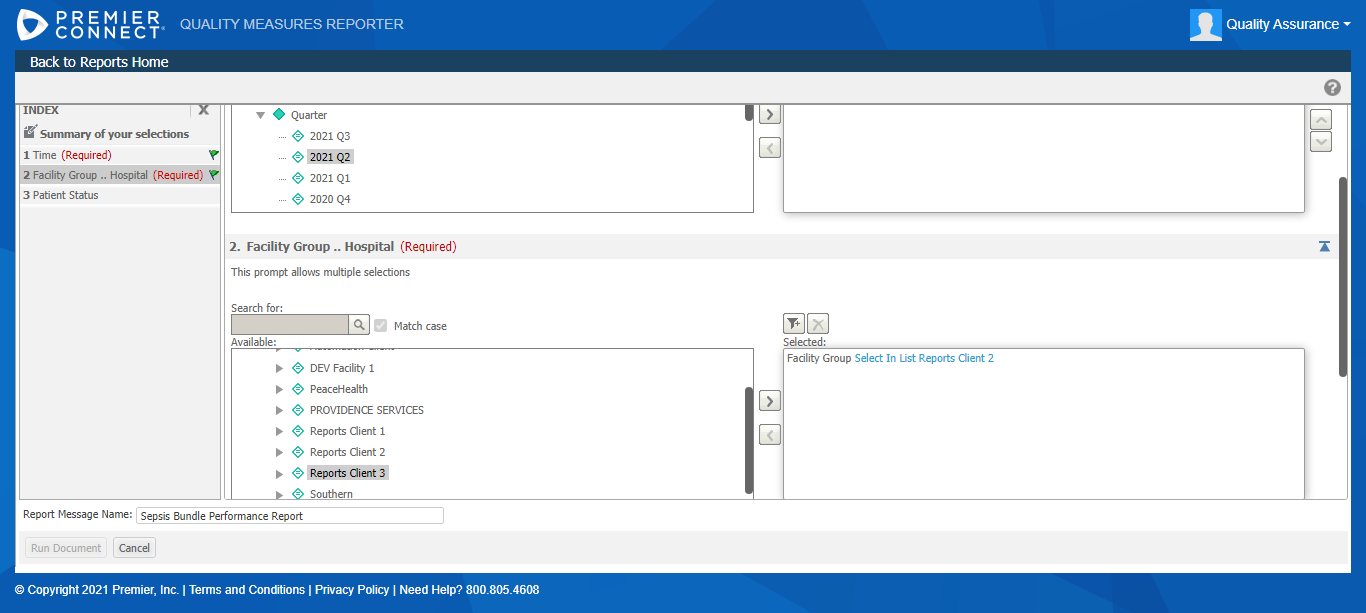 PREMIER CONNECT
QUALITY MEASURES REPORTER
Quality Assurance
Back to Reports Home
?
INDEX
X
Summary of your selections
1 Time (Required)
2 Facility Group .. Hospital (Required)
3 Patient Status
Quarter
2021 Q3
2021 Q2
2021 Q1
2020 Q4
2. Facility Group .. Hospital (Required)
This prompt allows multiple selections
Search for:
Match case
Available:
Selected:
DEV Facility 1
PeaceHealth
PROVIDENCE SERVICES
Reports Client 1
Reports Client 2
Reports Client 3
Southern
Facility Group Select In List Reports Client 2
Report Message Name: Sepsis Bundle Performance Report
Run Document Cancel
© Copyright 2021 Premier, Inc. | Terms and Conditions | Privacy Policy | Need Help? 800.805.4608